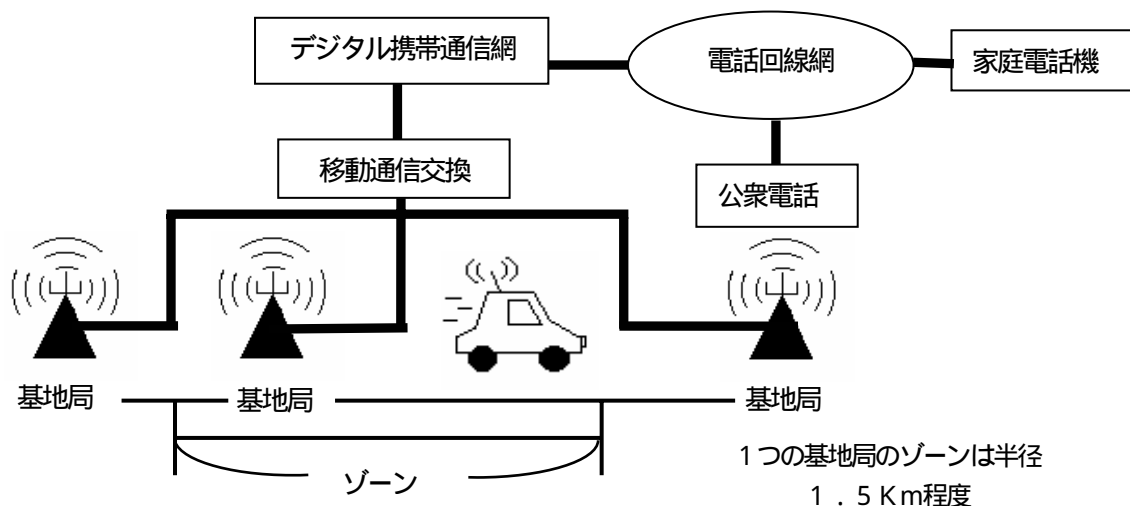 デジタル携帯通信網
電話回線網
家庭電話機
移動通信交換
公衆電話
基地局
基地局
基地局
ゾーン
1つの基地局のゾーンは半径
1．5Km程度